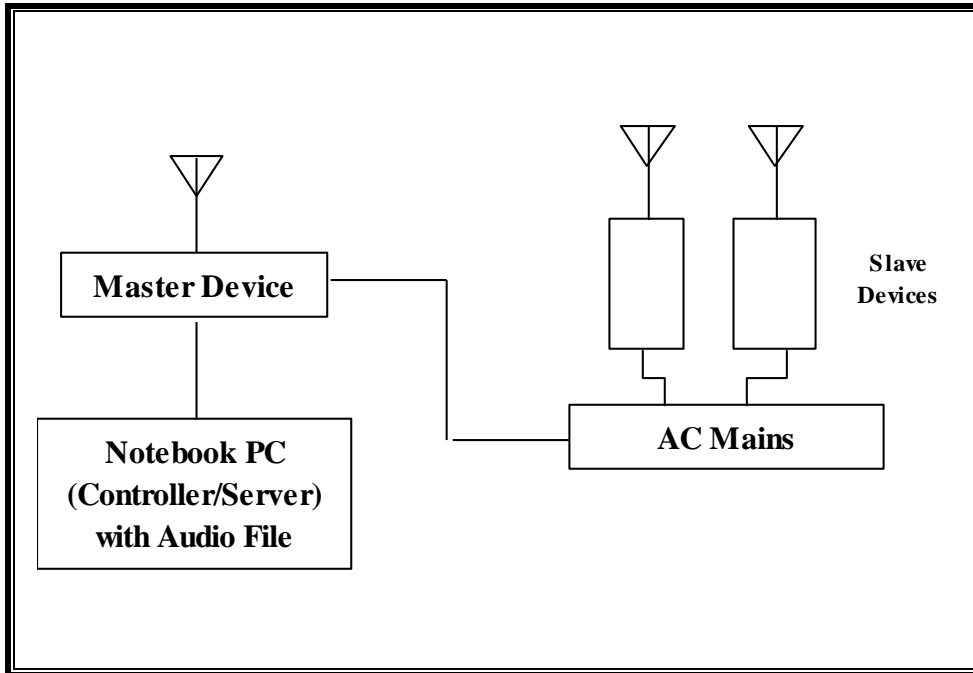 Master Device
Notebook PC
(Controller/Server)
with Audio File
Slave
Devices
AC Mains